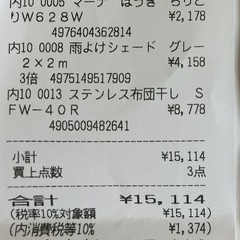 内10 0005 マーナ ほうき ちりと
りW628W ¥2,178
4976404362814
内10 0008 雨よけシェード グレー
2×2m ¥4,158
3倍 4975149517909
内10 0013 ステンレス布団干し S
FW-40R ¥8,778
4905009482641
小計 ¥15,114
買上点数 3点
合計 ¥15,114
(税率10%対象額 ¥15,114)
(内消費税等10% ¥1,374)